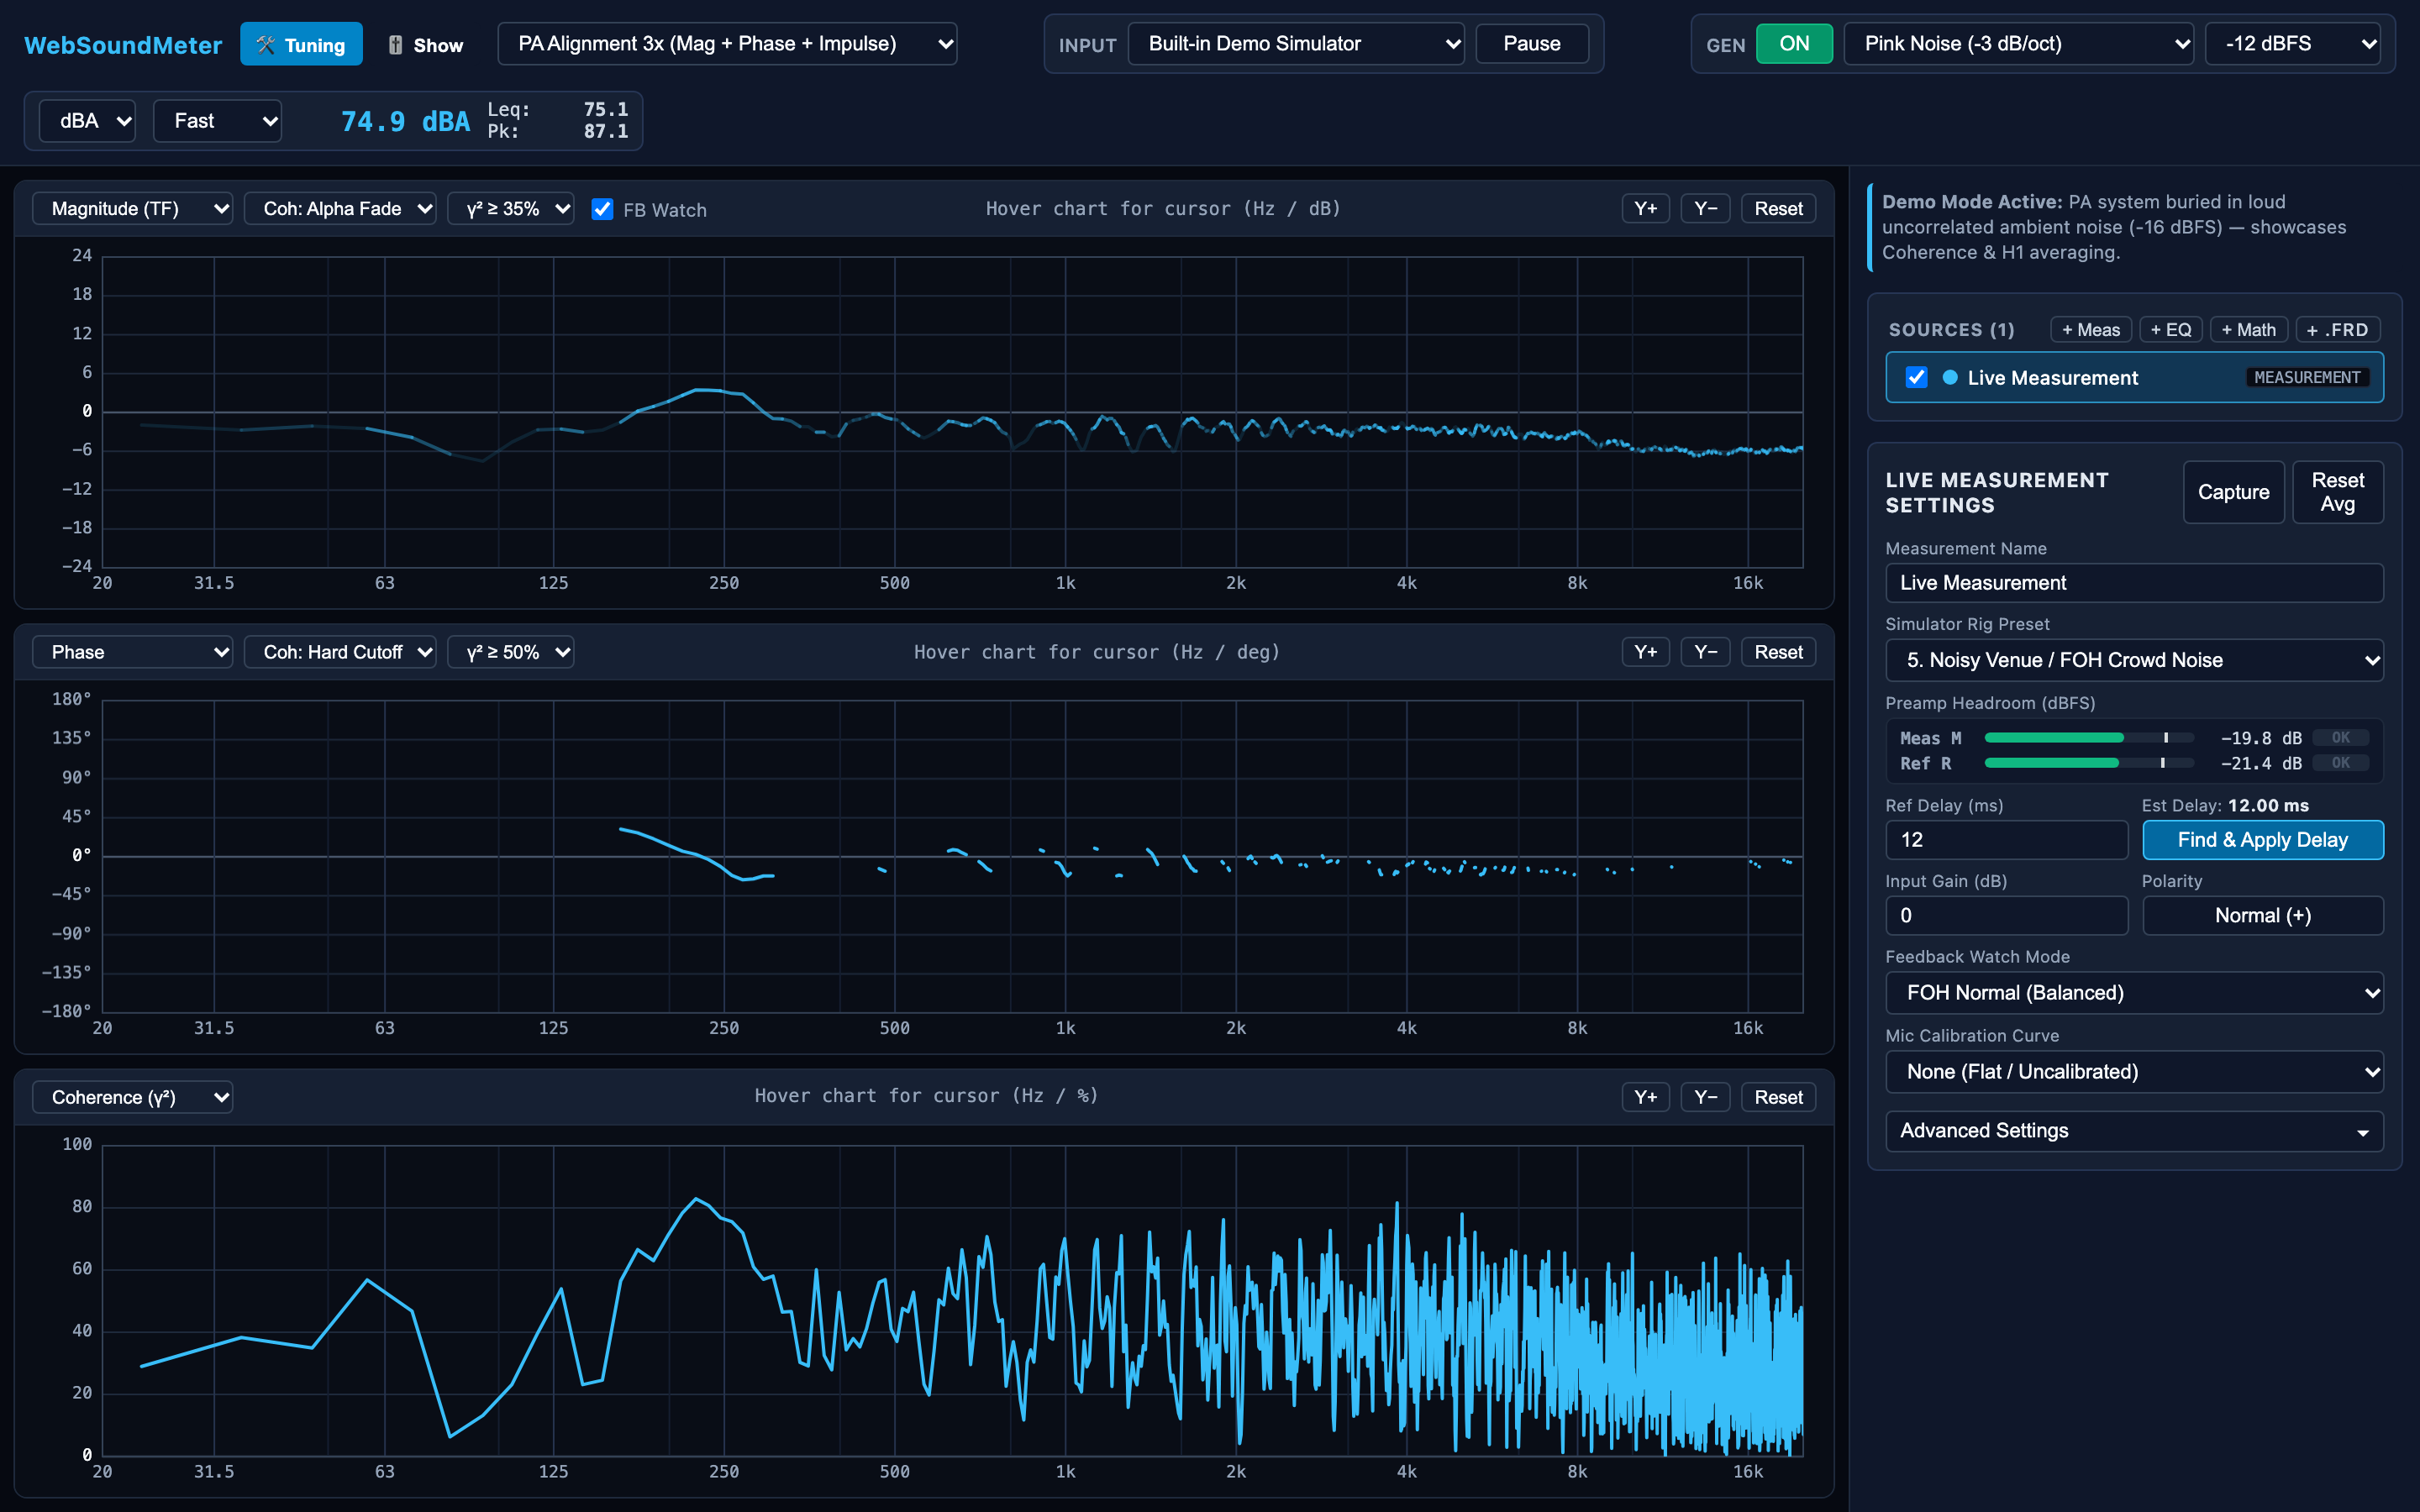 WebSoundMeter
🛠️ Tuning
🎚️ Show
PA Alignment 3x (Mag + Phase + Impulse)
INPUT
Built-in Demo Simulator
Pause
GEN
ON
Pink Noise (-3 dB/oct)
-12 dBFS
dBA
Fast
74.9 dBA
Leq: 75.1
Pk: 87.1
Magnitude (TF)
Coh: Alpha Fade
γ² ≥ 35%
FB Watch
Hover chart for cursor (Hz / dB)
Y+
Y−
Reset
24
18
12
6
0
−6
−12
−18
−24
20 31.5 63 125 250 500 1k 2k 4k 8k 16k
Phase
Coh: Hard Cutoff
γ² ≥ 50%
Hover chart for cursor (Hz / deg)
Y+
Y−
Reset
180°
135°
90°
45°
0°
−45°
−90°
−135°
−180°
20 31.5 63 125 250 500 1k 2k 4k 8k 16k
Coherence (γ²)
Hover chart for cursor (Hz / %)
Y+
Y−
Reset
100
80
60
40
20
0
20 31.5 63 125 250 500 1k 2k 4k 8k 16k
Demo Mode Active: PA system buried in loud
uncorrelated ambient noise (-16 dBFS) — showcases
Coherence & H1 averaging.
SOURCES (1)
+ Meas
+ EQ
+ Math
+ .FRD
Live Measurement
MEASUREMENT
LIVE MEASUREMENT
SETTINGS
Capture
Reset
Avg
Measurement Name
Live Measurement
Simulator Rig Preset
5. Noisy Venue / FOH Crowd Noise
Preamp Headroom (dBFS)
Meas M −19.8 dB OK
Ref R −21.4 dB OK
Ref Delay (ms)
Est Delay: 12.00 ms
12
Find & Apply Delay
Input Gain (dB)
Polarity
0
Normal (+)
Feedback Watch Mode
FOH Normal (Balanced)
Mic Calibration Curve
None (Flat / Uncalibrated)
Advanced Settings